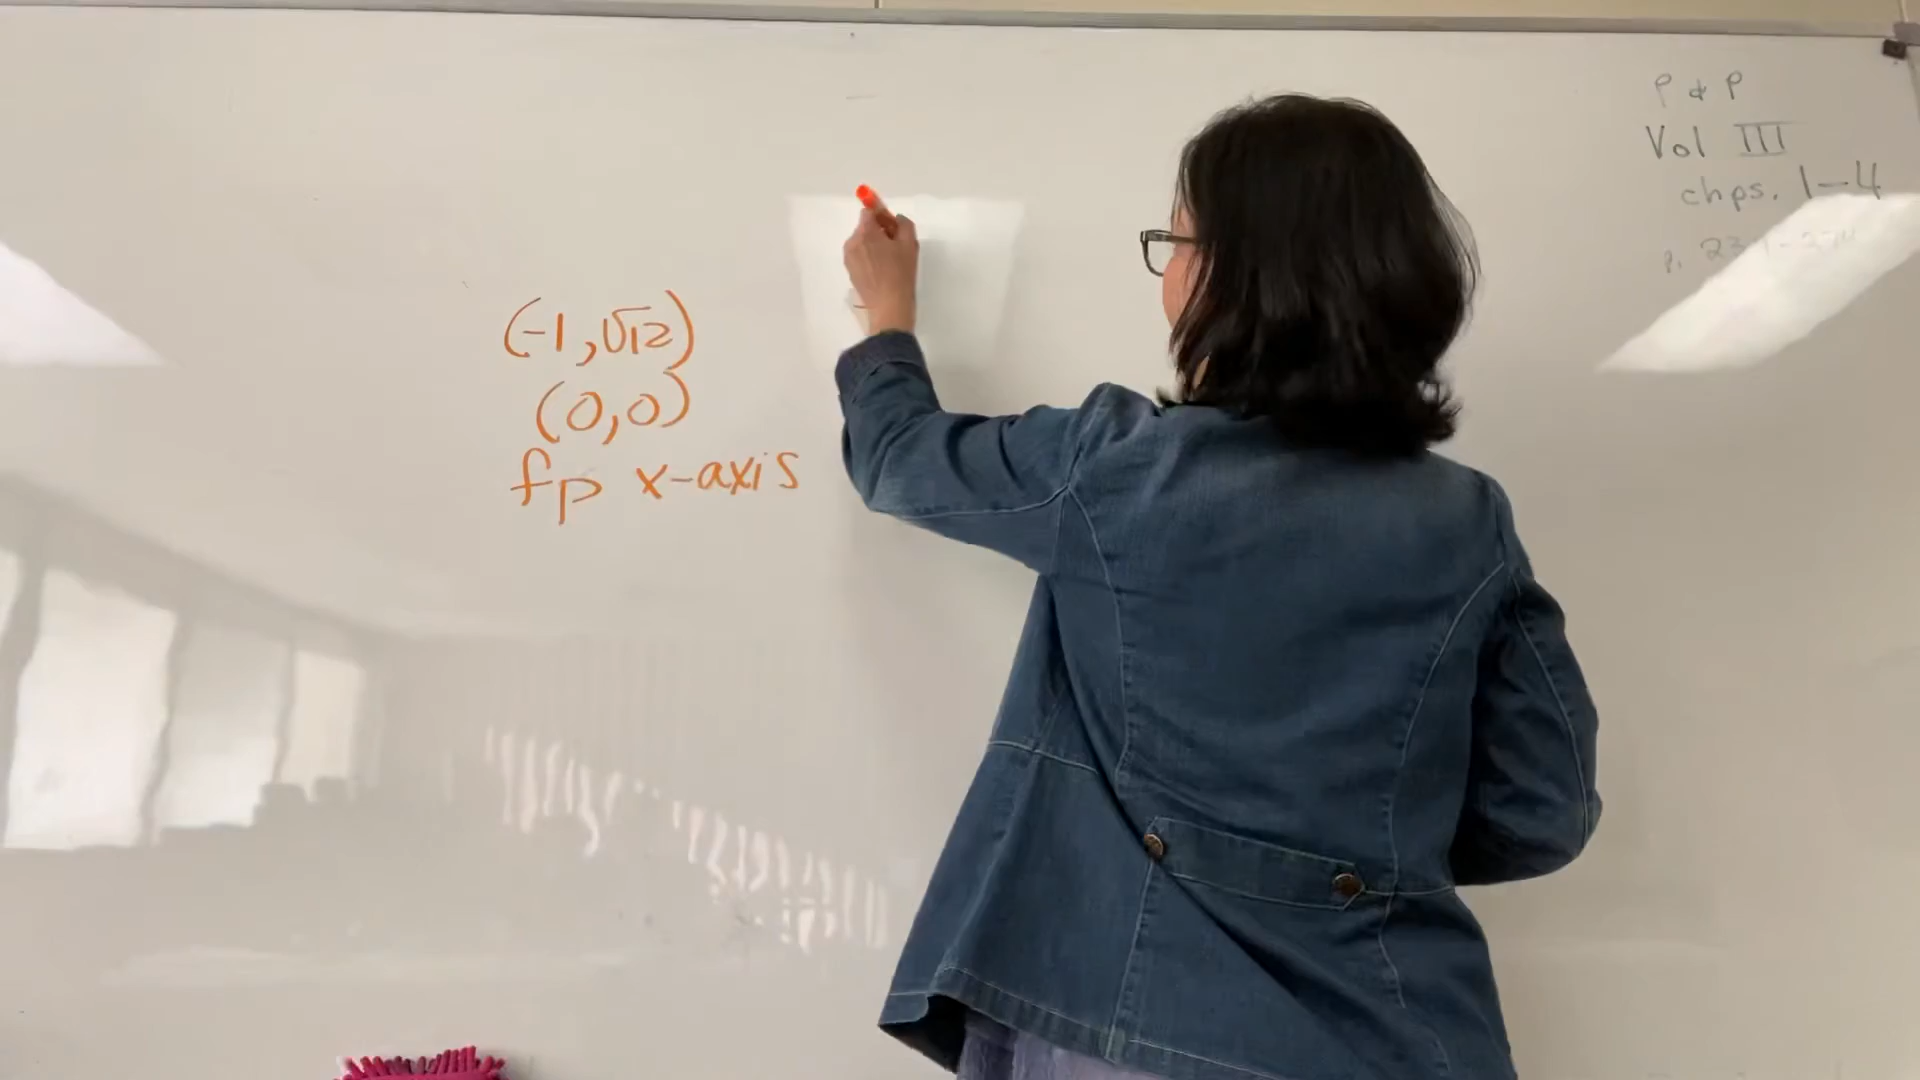 (-1,√12)
(0,0)
fp x-axis
P & P
Vol III
chps. 1-4
p.